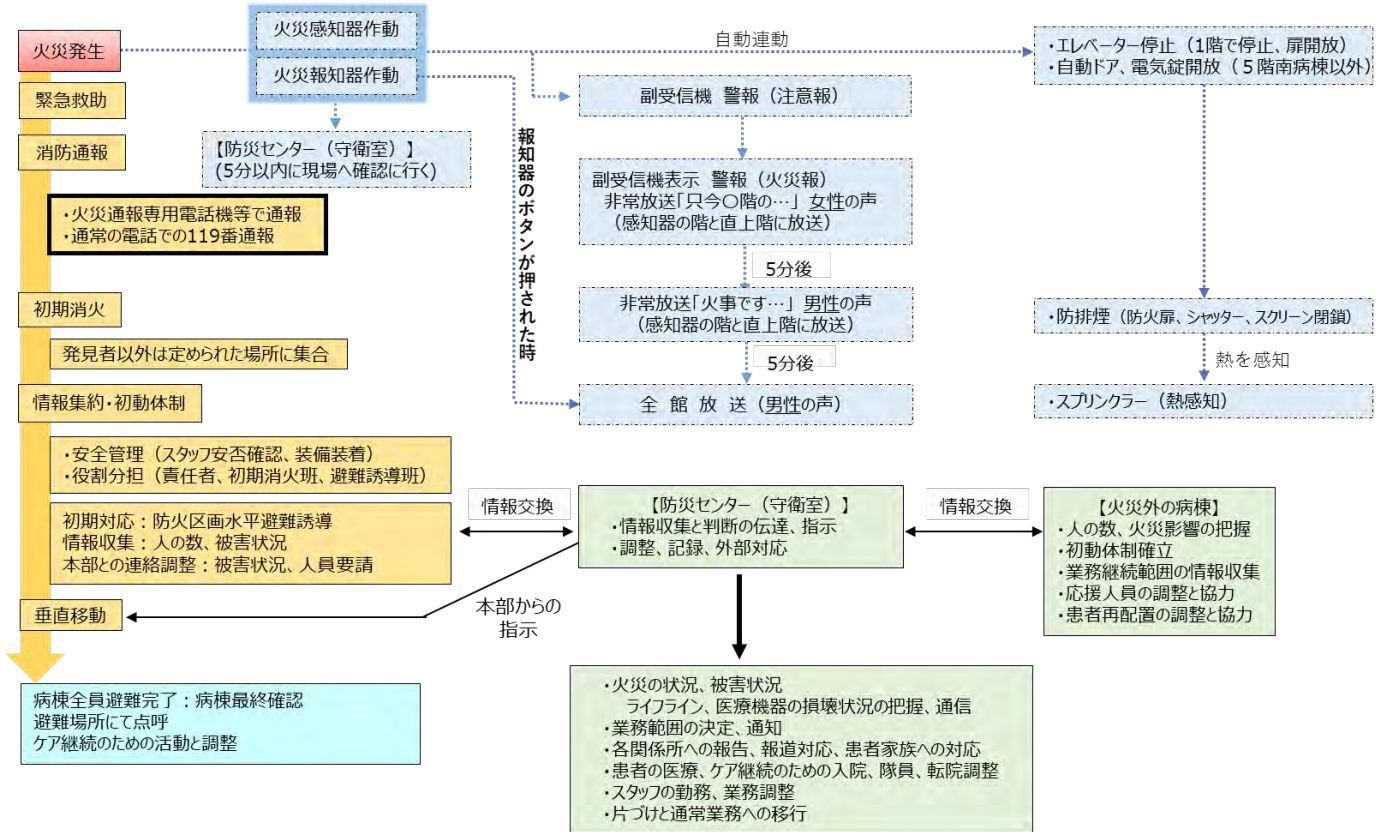 火災発生
緊急救助
消防通報
・火災通報専用電話機等で通報
・通常の電話での119番通報
初期消火
発見者以外は定められた場所に集合
情報集約・初動体制
・安全管理（スタッフ安否確認、装備装着）
・役割分担（責任者、初期消火班、避難誘導班）
初期対応：防火区画水平避難誘導
情報収集：人の数、被害状況
本部との連絡調整：被害状況、人員要請
垂直移動
病棟全員避難完了：病棟最終確認
避難場所にて点呼
ケア継続のための活動と調整
火災感知器作動
火災報知器作動
【防災センター（守衛室）】
(5分以内に現場へ確認に行く)
報知器のボタンが押された時
自動連動
副受信機 警報（注意報）
副受信機表示 警報（火災報）
非常放送「只今〇階の…」女性の声
（感知器の階と直上階に放送）
5分後
非常放送「火事です…」男性の声
（感知器の階と直上階に放送）
5分後
全 館 放 送（男性の声）
・エレベーター停止（1階で停止、扉開放）
・自動ドア、電気錠開放（５階南病棟以外）
・防排煙（防火扉、シャッター、スクリーン閉鎖）
熱を感知
・スプリンクラー（熱感知）
情報交換
【防災センター（守衛室）】
・情報収集と判断の伝達、指示
・調整、記録、外部対応
情報交換
【火災外の病棟】
・人の数、火災影響の把握
・初動体制確立
・業務継続範囲の情報収集
・応援人員の調整と協力
・患者再配置の調整と協力
本部からの
指示
・火災の状況、被害状況
ライフライン、医療機器の損壊状況の把握、通信
・業務範囲の決定、通知
・各関係所への報告、報道対応、患者家族への対応
・患者の医療、ケア継続のための入院、隊員、転院調整
・スタッフの勤務、業務調整
・片づけと通常業務への移行